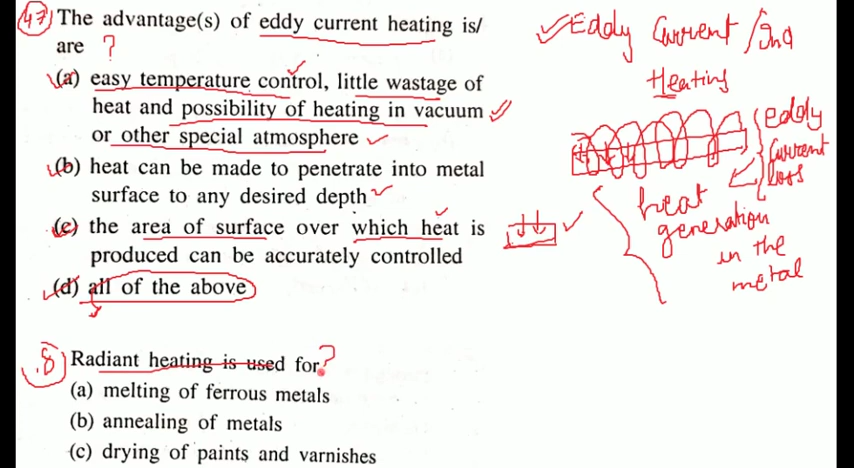 47) The advantage(s) of eddy current heating is/
are ?
(a) easy temperature control, little wastage of
heat and possibility of heating in vacuum
or other special atmosphere
(b) heat can be made to penetrate into metal
surface to any desired depth
(c) the area of surface over which heat is
produced can be accurately controlled
(d) all of the above
Eddy Current / Ind
Heating
eddy
current
loss
heat
generation
in the
metal
.8) Radiant heating is used for?
(a) melting of ferrous metals
(b) annealing of metals
(c) drying of paints and varnishes